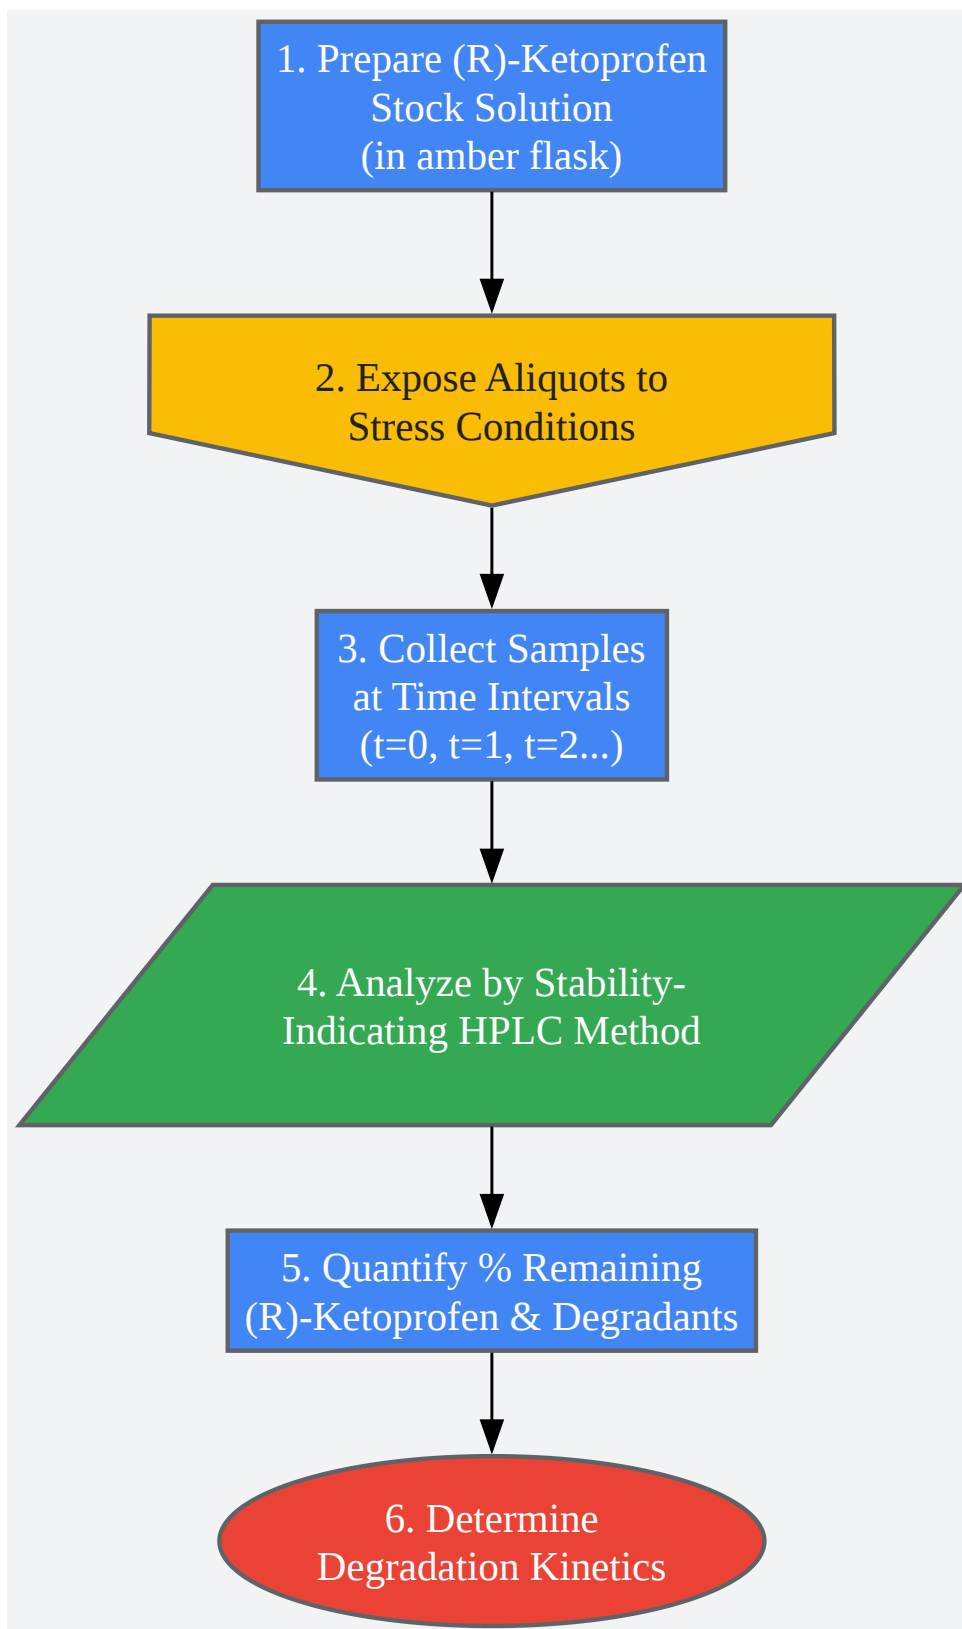 1. Prepare (R)-Ketoprofen
Stock Solution
(in amber flask)
2. Expose Aliquots to
Stress Conditions
3. Collect Samples
at Time Intervals
(t=0, t=1, t=2...)
4. Analyze by Stability-
Indicating HPLC Method
5. Quantify % Remaining
(R)-Ketoprofen & Degradants
6. Determine
Degradation Kinetics